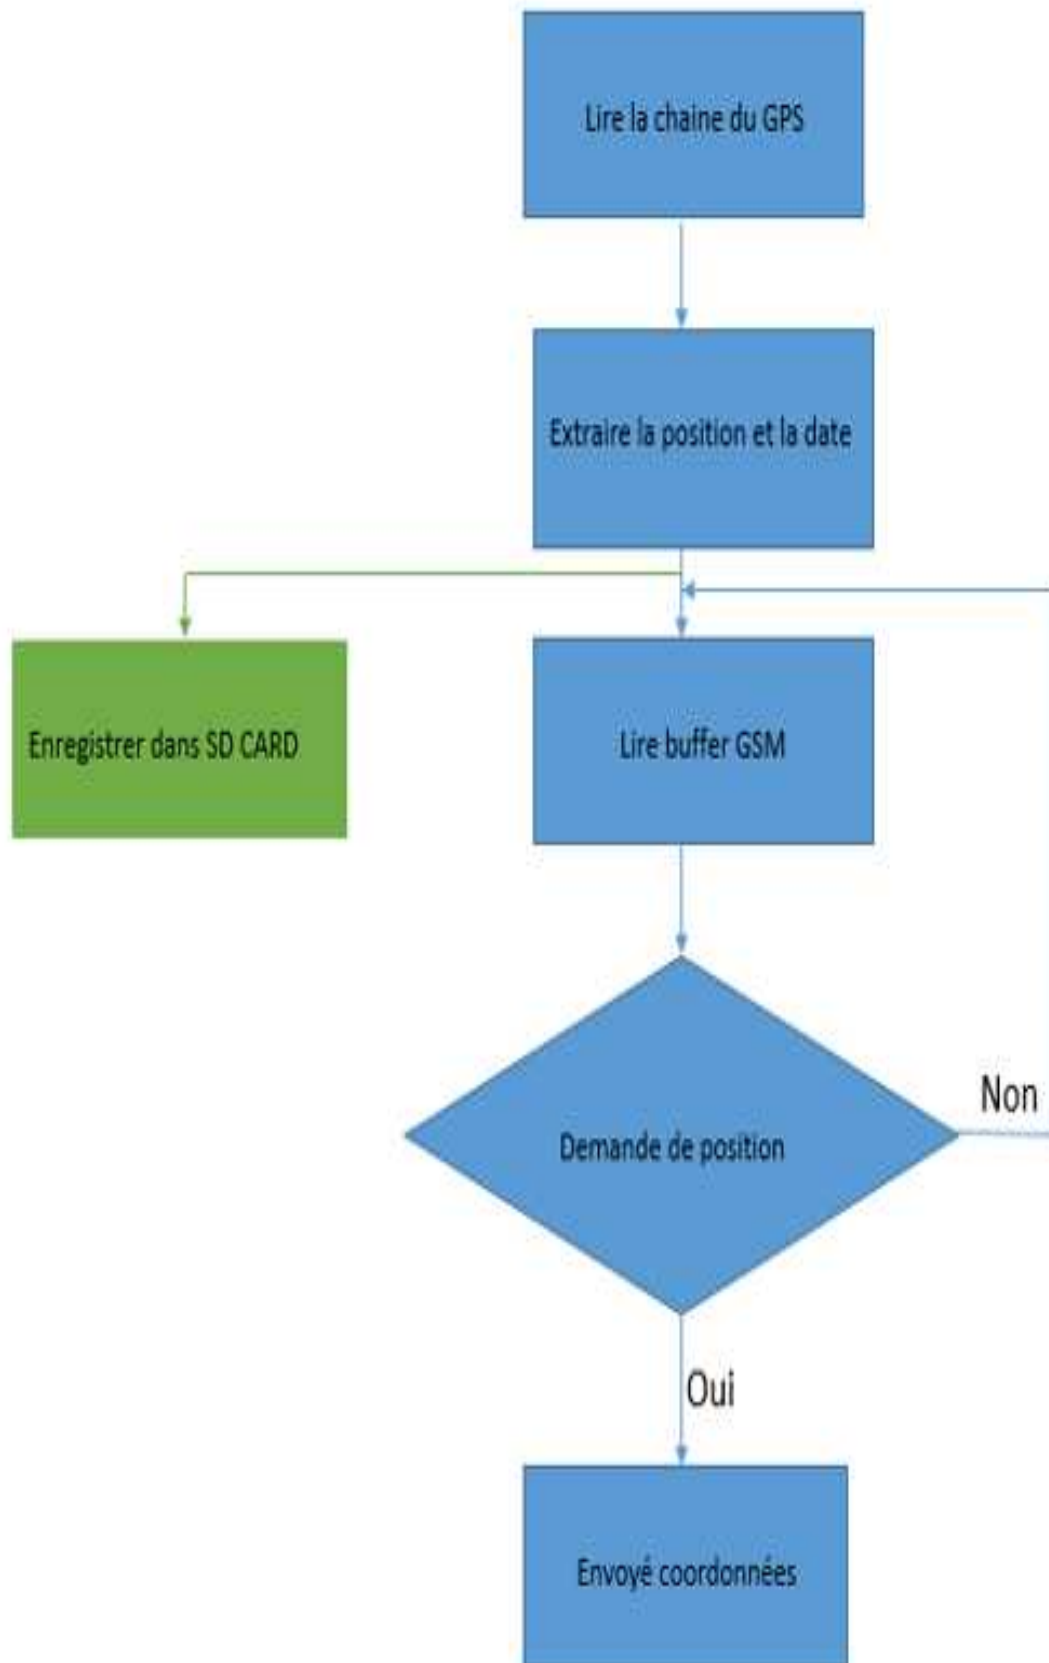 Lire la chaine du GPS
Extraire la position et la date
Enregistrer dans SD CARD
Lire buffer GSM
Demande de position
Non
Oui
Envoyé coordonnées